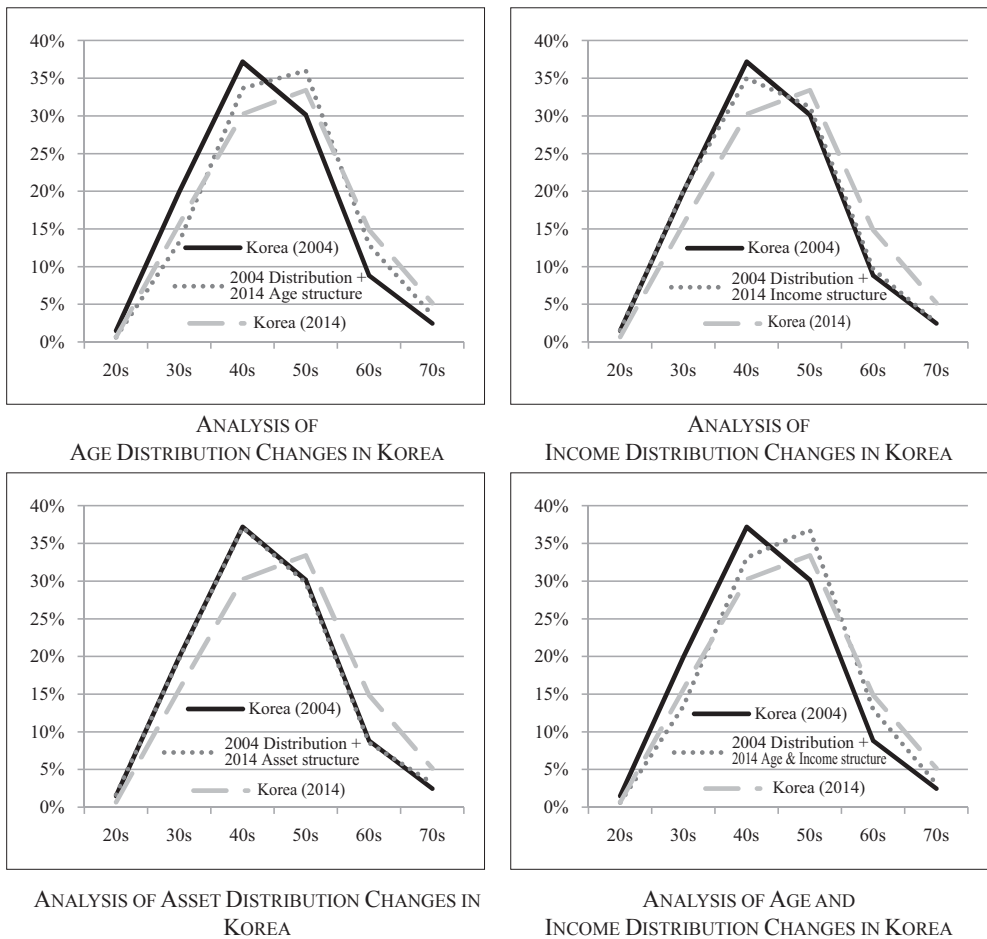 40%
35%
30%
25%
20%
15%
10%
5%
0%
Korea (2004)
2004 Distribution +
2014 Age structure
Korea (2014)
20s 30s 40s 50s 60s 70s
ANALYSIS OF
AGE DISTRIBUTION CHANGES IN KOREA
40%
35%
30%
25%
20%
15%
10%
5%
0%
Korea (2004)
2004 Distribution +
2014 Income structure
Korea (2014)
20s 30s 40s 50s 60s 70s
ANALYSIS OF
INCOME DISTRIBUTION CHANGES IN KOREA
40%
35%
30%
25%
20%
15%
10%
5%
0%
Korea (2004)
2004 Distribution +
2014 Asset structure
Korea (2014)
20s 30s 40s 50s 60s 70s
ANALYSIS OF ASSET DISTRIBUTION CHANGES IN
KOREA
40%
35%
30%
25%
20%
15%
10%
5%
0%
Korea (2004)
2004 Distribution +
2014 Age & Income structure
Korea (2014)
20s 30s 40s 50s 60s 70s
ANALYSIS OF AGE AND
INCOME DISTRIBUTION CHANGES IN KOREA